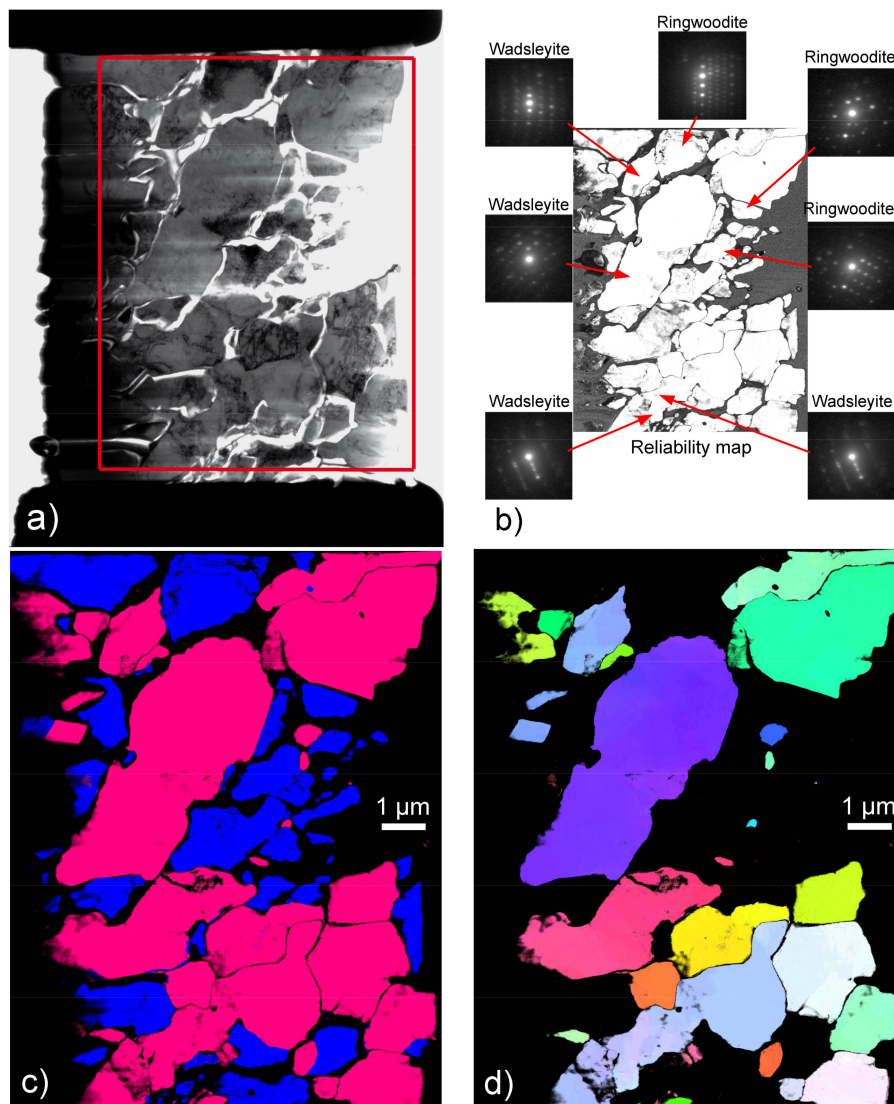 Ringwoodite
Wadsleyite
Ringwoodite
Wadsleyite
Ringwoodite
Wadsleyite
Wadsleyite
Reliability map
a)
b)
1 µm
1 µm
c)
d)